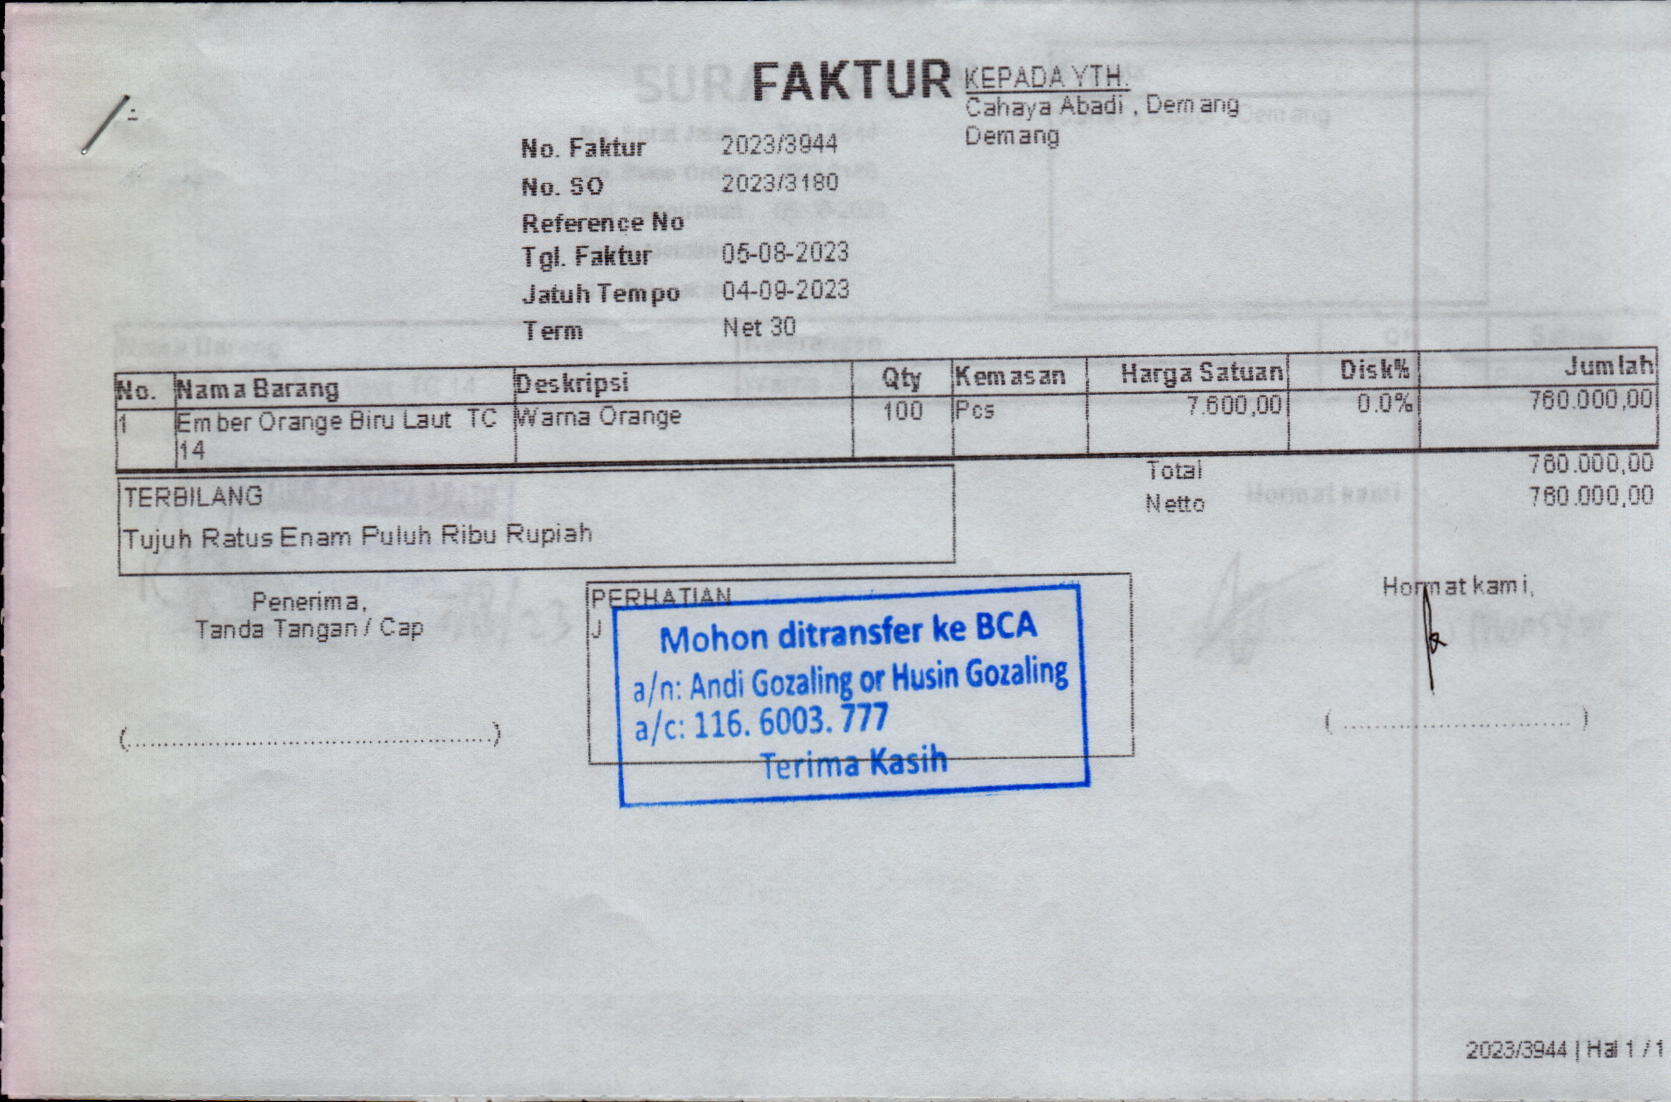 FAKTUR
KEPADA YTH.
Cahaya Abadi , Demang
Demang
No. Faktur 2023/3944
No. SO 2023/3180
Reference No
Tgl. Faktur 05-08-2023
Jatuh Tempo 04-09-2023
Term Net 30
No. Nama Barang Deskripsi Qty Kemasan Harga Satuan Disk% Jumlah
1 Ember Orange Biru Laut TC 14 Warna Orange 100 Pcs 7.600,00 0.0% 760.000,00
Total 760.000,00
Netto 760.000,00
TERBILANG
Tujuh Ratus Enam Puluh Ribu Rupiah
Penerima,
Tanda Tangan / Cap
PERHATIAN
J
Mohon ditransfer ke BCA
a/n: Andi Gozaling or Husin Gozaling
a/c: 116. 6003. 777
Terima Kasih
Hormat kami,
(..................................................)
( ................................ )
2023/3944 | Hal 1 / 1